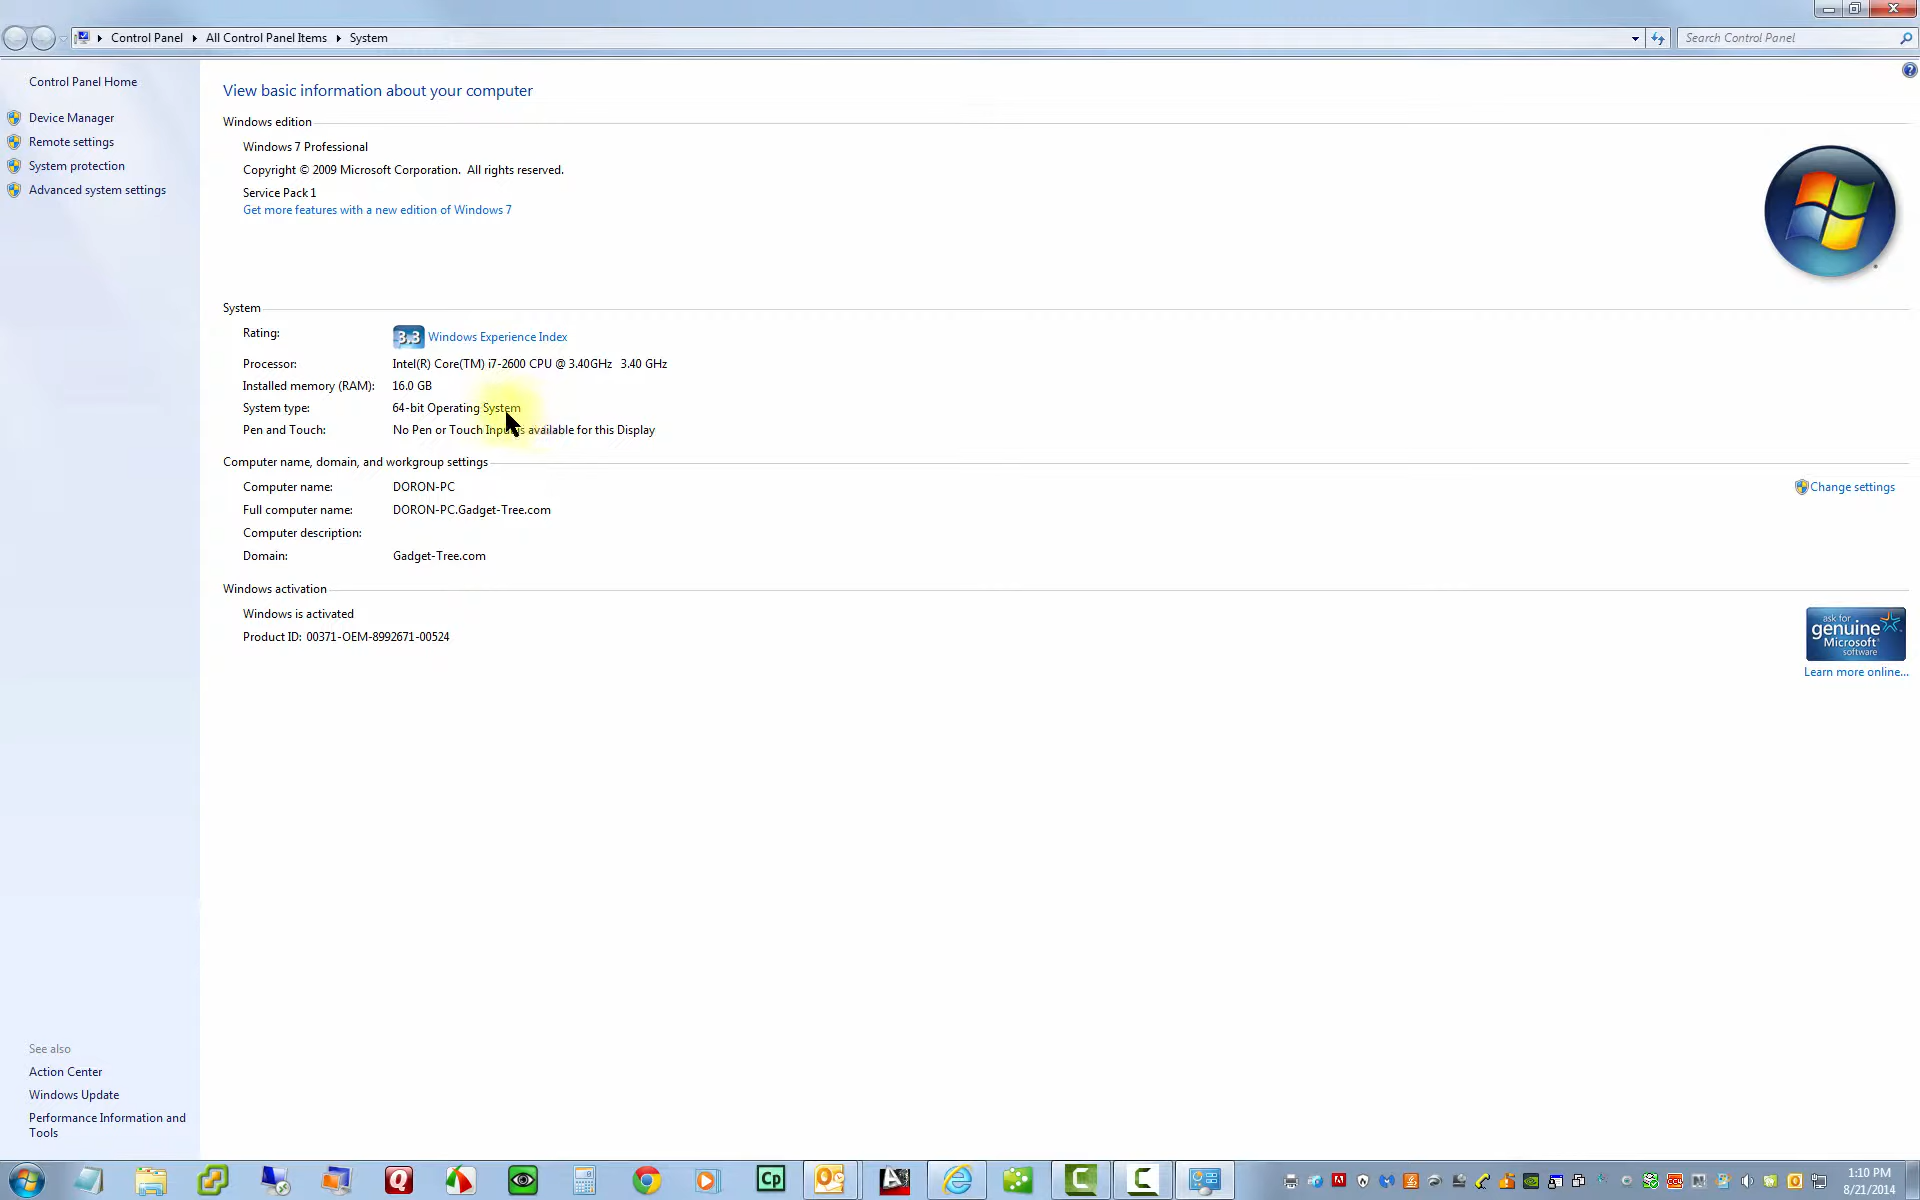 Control Panel All Control Panel Items System
Search Control Panel
Control Panel Home
Device Manager
Remote settings
System protection
Advanced system settings
View basic information about your computer
Windows edition
Windows 7 Professional
Copyright © 2009 Microsoft Corporation. All rights reserved.
Service Pack 1
Get more features with a new edition of Windows 7
System
Rating: 3.3 Windows Experience Index
Processor: Intel(R) Core(TM) i7-2600 CPU @ 3.40GHz 3.40 GHz
Installed memory (RAM): 16.0 GB
System type: 64-bit Operating System
Pen and Touch: No Pen or Touch Input is available for this Display
Computer name, domain, and workgroup settings
Computer name: DORON-PC
Change settings
Full computer name: DORON-PC.Gadget-Tree.com
Computer description:
Domain: Gadget-Tree.com
Windows activation
Windows is activated
Product ID: 00371-OEM-8992671-00524
ask for
genuine
Microsoft
software
Learn more online...
See also
Action Center
Windows Update
Performance Information and
Tools
Cp
1:10 PM
8/21/2014